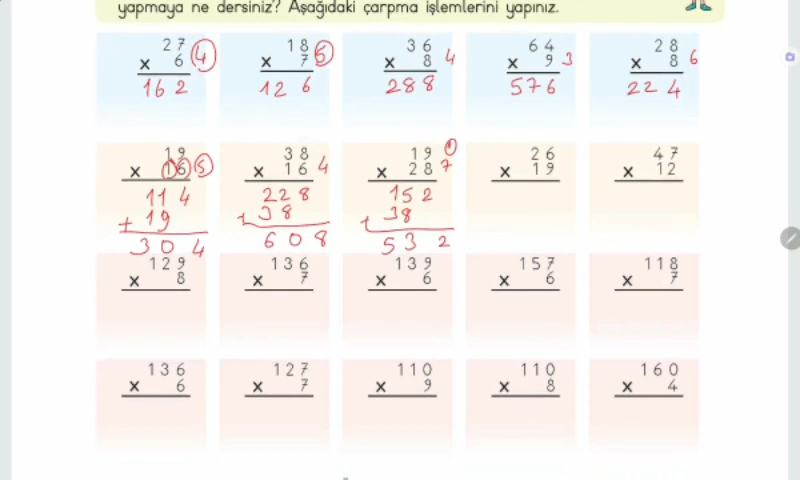 yapmaya ne dersiniz? Aşağıdaki çarpma işlemlerini yapınız.
27 18 36 64 28
x 6 4 x 7 5 x 8 4 x 9 3 x 8 6
162 126 288 576 224
19 38 19 1 26 47
x 16 5 x 16 4 x 28 7 x 19 x 12
114 228 152
+ 19 + 38 + 38
304 608 532
129 136 139 157 118
x 8 x 7 x 6 x 6 x 7
136 127 110 110 160
x 6 x 7 x 9 x 8 x 4